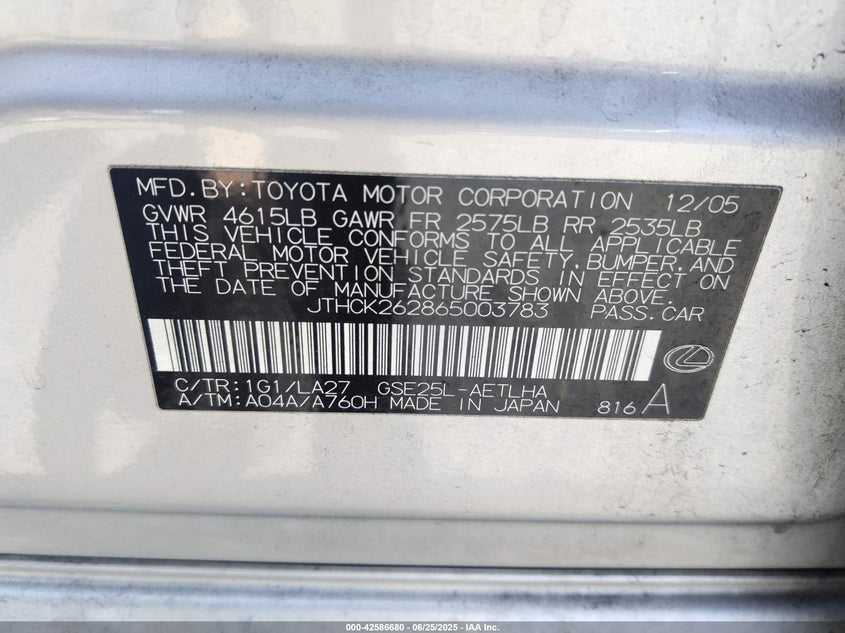 MFD.BY:TOYOTA MOTOR CORPORATION 12/05
GVWR 4615LB GAWR FR 2575LB RR 2535LB
THIS VEHICLE CONFORMS TO ALL APPLICABLE
FEDERAL MOTOR VEHICLE SAFETY,BUMPER,AND
THEFT PREVENTION STANDARDS IN EFFECT ON
THE DATE OF MANUFACTURE SHOWN ABOVE.
JTHCK262865003783 PASS.CAR
C/TR:1G1/LA27 GSE25L-AETLHA
A/TM:A04A/A760H MADE IN JAPAN 816 A
000-42586680 / 06/25/2025 - IAA Inc.